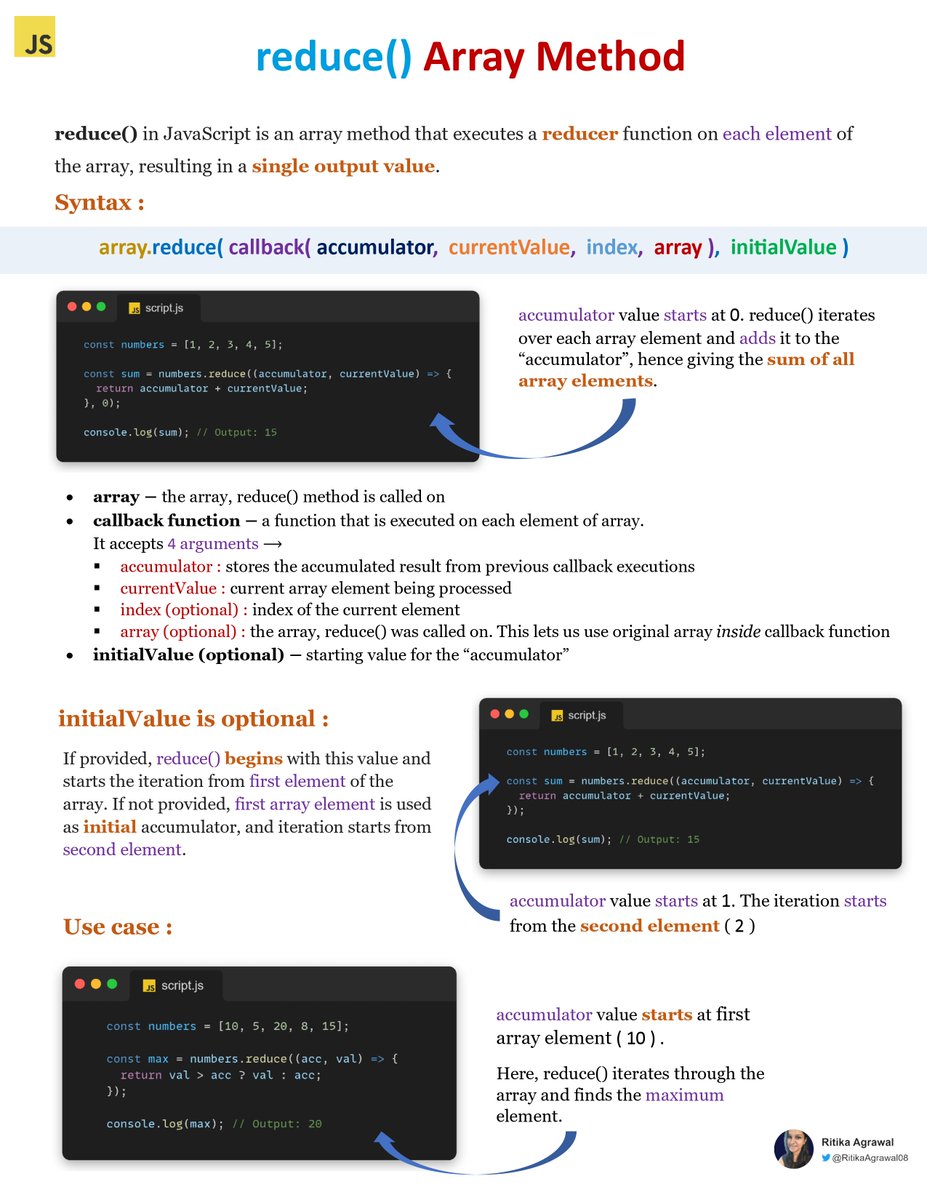 JS
reduce() Array Method
reduce() in JavaScript is an array method that executes a reducer function on each element of
the array, resulting in a single output value.
Syntax :
array.reduce( callback( accumulator, currentValue, index, array ), initialValue )
JS script.js
const numbers = [1, 2, 3, 4, 5];
const sum = numbers.reduce((accumulator, currentValue) => {
return accumulator + currentValue;
}, 0);
console.log(sum); // Output: 15
accumulator value starts at 0. reduce() iterates
over each array element and adds it to the
“accumulator”, hence giving the sum of all
array elements.
• array – the array, reduce() method is called on
• callback function – a function that is executed on each element of array.
It accepts 4 arguments ⟶
▪ accumulator : stores the accumulated result from previous callback executions
▪ currentValue : current array element being processed
▪ index (optional) : index of the current element
▪ array (optional) : the array, reduce() was called on. This lets us use original array inside callback function
• initialValue (optional) – starting value for the “accumulator”
initialValue is optional :
If provided, reduce() begins with this value and
starts the iteration from first element of the
array. If not provided, first array element is used
as initial accumulator, and iteration starts from
second element.
JS script.js
const numbers = [1, 2, 3, 4, 5];
const sum = numbers.reduce((accumulator, currentValue) => {
return accumulator + currentValue;
});
console.log(sum); // Output: 15
accumulator value starts at 1. The iteration starts
from the second element ( 2 )
Use case :
JS script.js
const numbers = [10, 5, 20, 8, 15];
const max = numbers.reduce((acc, val) => {
return val > acc ? val : acc;
});
console.log(max); // Output: 20
accumulator value starts at first
array element ( 10 ) .
Here, reduce() iterates through the
array and finds the maximum
element.
Ritika Agrawal
@RitikaAgrawal08